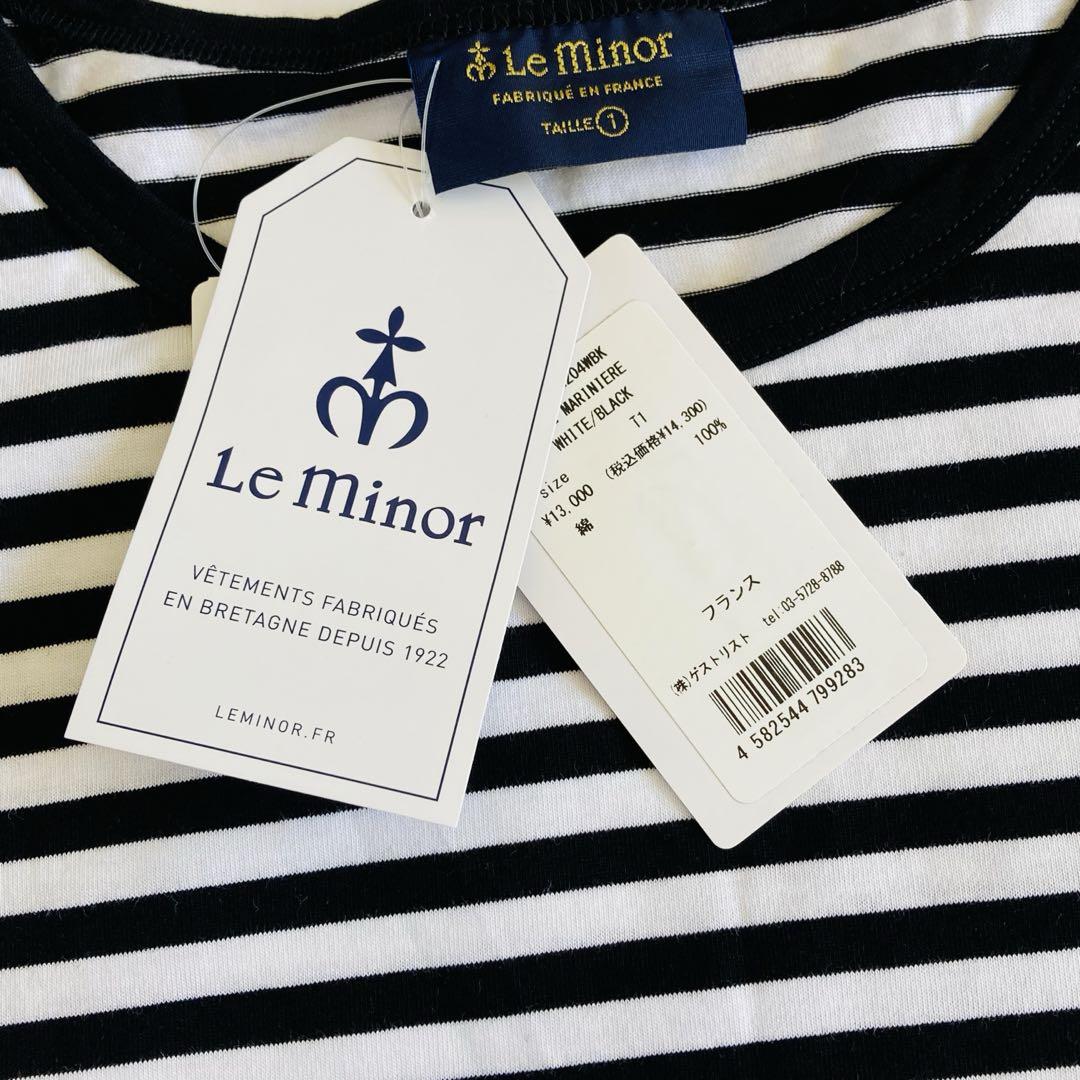 Le Minor
FABRIQUÉ EN FRANCE
TAILLE 1
Le Minor
VÊTEMENTS FABRIQUÉS
EN BRETAGNE DEPUIS 1922
LEMINOR.FR
204WBK
MARINIERE
WHITE/BLACK
size T1
¥13,000 (税込価格¥14,300)
綿 100%
フランス
(株)ゲストリスト tel:03-5728-8788
4 582544 799283